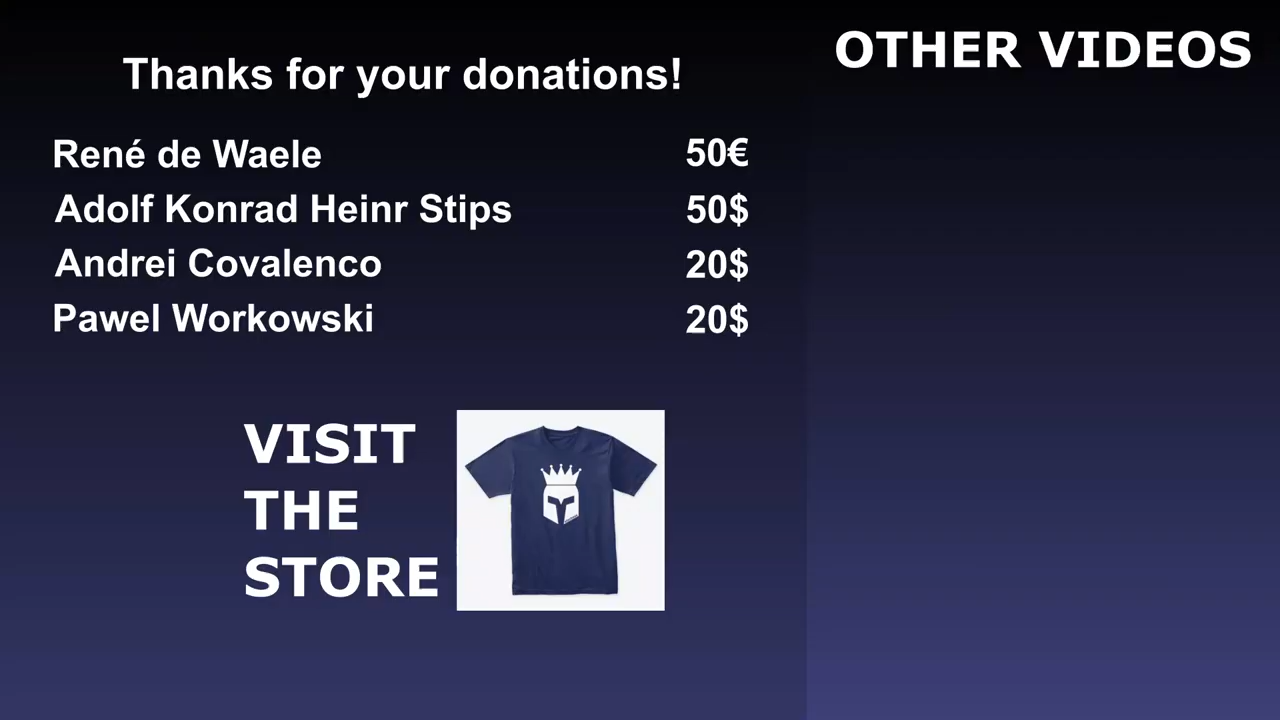 Thanks for your donations!
René de Waele 50€
Adolf Konrad Heinr Stips 50$
Andrei Covalenco 20$
Pawel Workowski 20$
VISIT
THE
STORE
OTHER VIDEOS